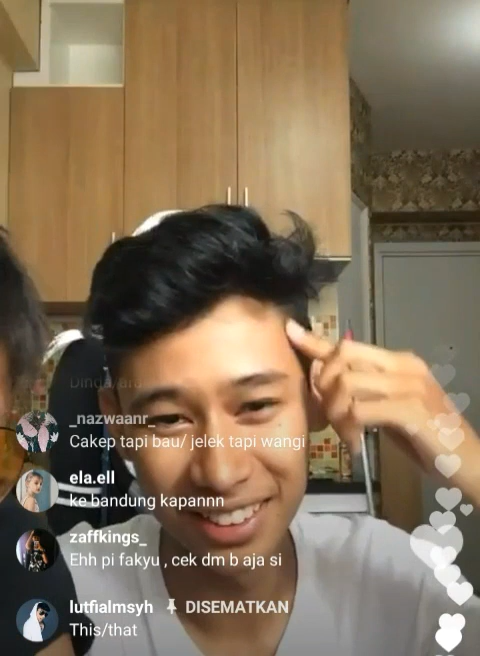 _nazwaanr_
Cakep tapi bau/ jelek tapi wangi
ela.ell
ke bandung kapannn
zaffkings_
Ehh pi fakyu , cek dm b aja si
lutfialmsyh DISEMATKAN
This/that